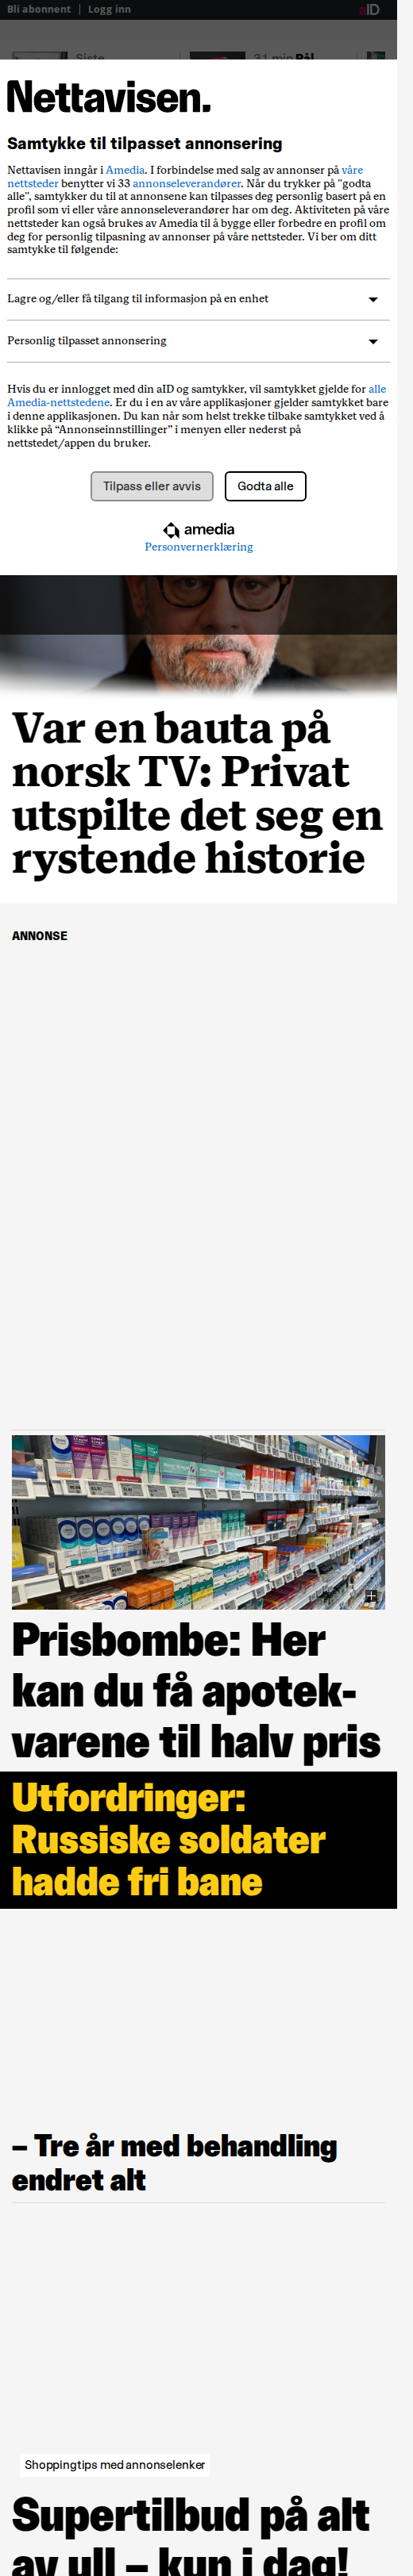 Bli abonnent | Logg inn
aID
Siste
31 min Pål
Nettavisen.
Samtykke til tilpasset annonsering
Nettavisen inngår i Amedia. I forbindelse med salg av annonser på våre
nettsteder benytter vi 33 annonseleverandører. Når du trykker på "godta
alle", samtykker du til at annonsene kan tilpasses deg personlig basert på en
profil som vi eller våre annonseleverandører har om deg. Aktiviteten på våre
nettsteder kan også brukes av Amedia til å bygge eller forbedre en profil om
deg for personlig tilpasning av annonser på våre nettsteder. Vi ber om ditt
samtykke til følgende:
Lagre og/eller få tilgang til informasjon på en enhet
Personlig tilpasset annonsering
Hvis du er innlogget med din aID og samtykker, vil samtykket gjelde for alle
Amedia-nettstedene. Er du i en av våre applikasjoner gjelder samtykket bare
i denne applikasjonen. Du kan når som helst trekke tilbake samtykket ved å
klikke på “Annonseinnstillinger” i menyen eller nederst på
nettstedet/appen du bruker.
Tilpass eller avvis
Godta alle
amedia
Personvernerklæring
Var en bauta på
norsk TV: Privat
utspilte det seg en
rystende historie
ANNONSE
Prisbombe: Her
kan du få apotek-
varene til halv pris
Utfordringer:
Russiske soldater
hadde fri bane
– Tre år med behandling
endret alt
Shoppingtips med annonselenker
Supertilbud på alt
av ull – kun i dag!